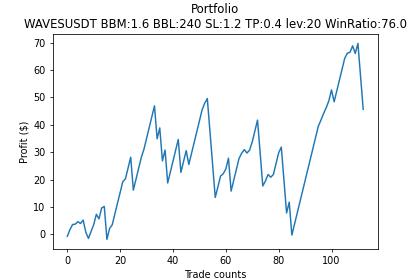 Portfolio
WAVESUSDT BBM:1.6 BBL:240 SL:1.2 TP:0.4 lev:20 WinRatio:76.0
70
60
50
40
30
20
10
0
Profit ($)
0 20 40 60 80 100
Trade counts